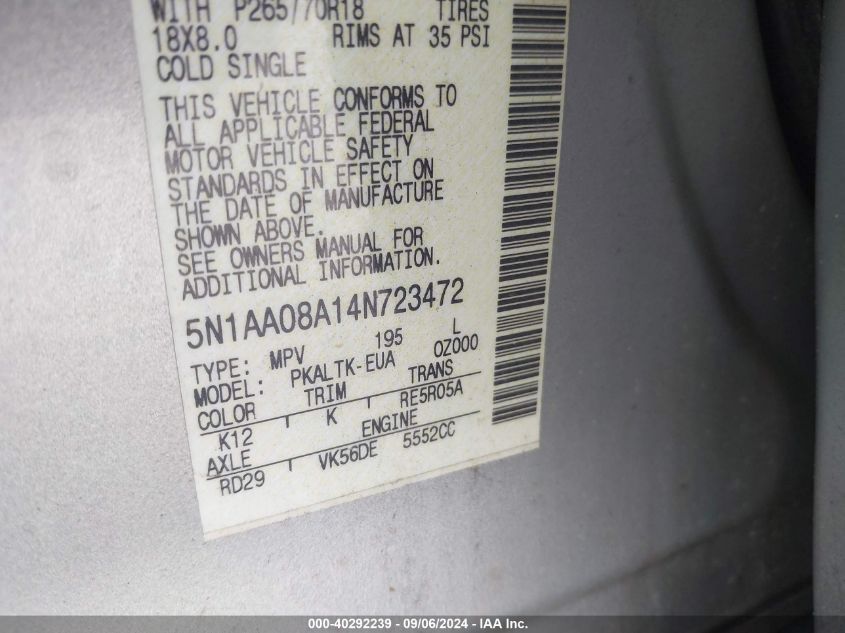 WITH P265/70R18 TIRES
18X8.0 RIMS AT 35 PSI
COLD SINGLE
THIS VEHICLE CONFORMS TO
ALL APPLICABLE FEDERAL
MOTOR VEHICLE SAFETY
STANDARDS IN EFFECT ON
THE DATE OF MANUFACTURE
SHOWN ABOVE.
SEE OWNERS MANUAL FOR
ADDITIONAL INFORMATION.
5N1AA08A14N723472
TYPE: MPV 195 L
MODEL: PKALTK-EUA 0Z000
COLOR TRIM TRANS
K12 K RE5R05A
AXLE ENGINE
RD29 VK56DE 5552CC
000-40292239 - 09/06/2024 - IAA Inc.